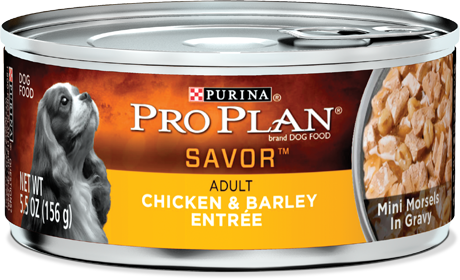 DOG
FOOD
PURINA®
PRO PLAN®
brand DOG FOOD
SAVOR™
ADULT
CHICKEN & BARLEY
ENTRÉE
NET WT
5.5 OZ (156 g)
Mini Morsels
In Gravy